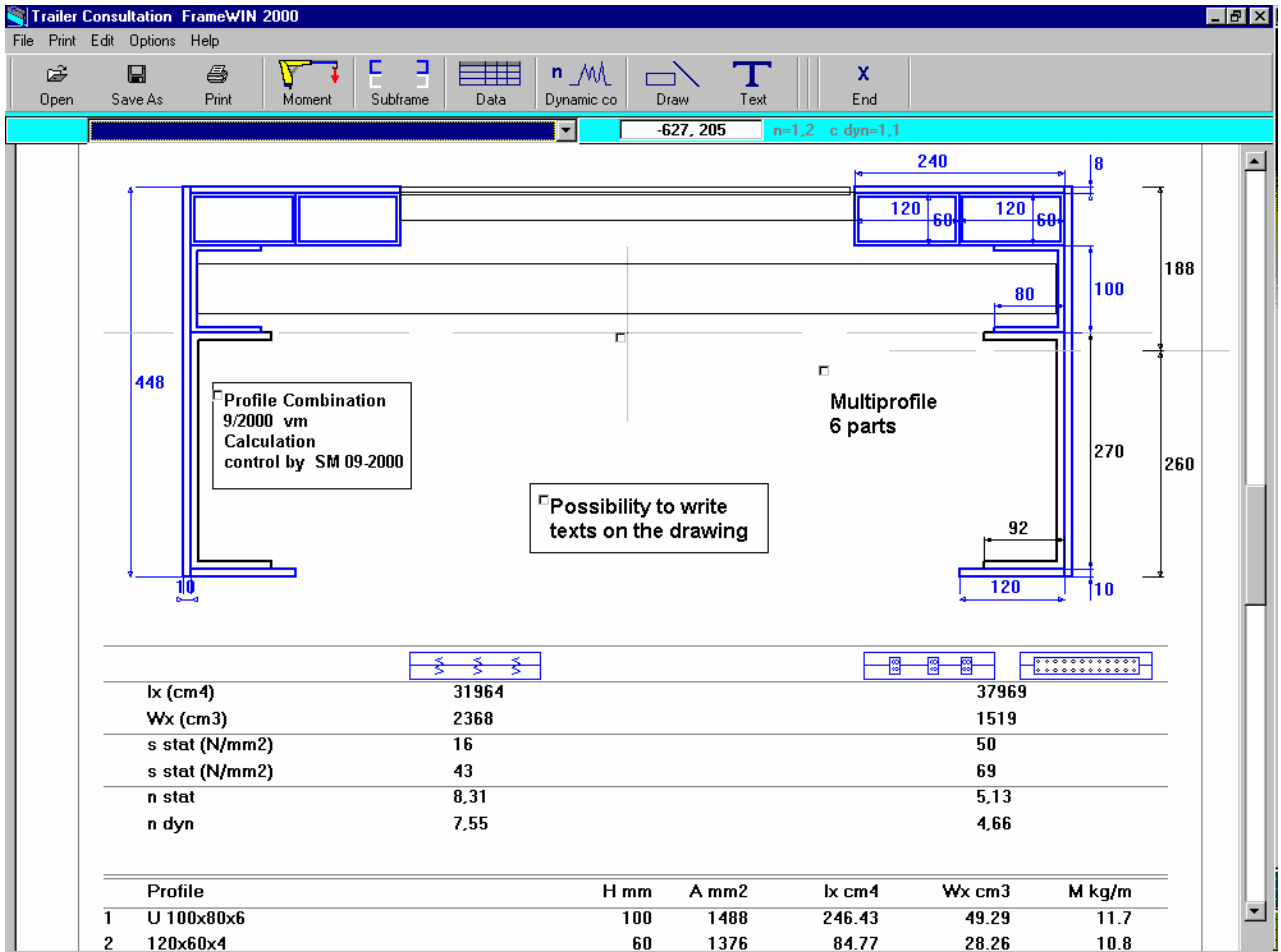 Trailer Consultation FrameWIN 2000
File Print Edit Options Help
n
X
Open Save As Print Moment Subframe Data Dynamic co Draw Text End
-627, 205 n=1,2 c dyn=1,1
240 8
120 60 120 60
188
80 100
448
Profile Combination
9/2000 vm
Calculation
control by SM 09-2000
Multiprofile
6 parts
270
260
Possibility to write
texts on the drawing
92
10 120 10
Ix (cm4) 31964 37969
Wx (cm3) 2368 1519
s stat (N/mm2) 16 50
s stat (N/mm2) 43 69
n stat 8,31 5,13
n dyn 7,55 4,66
Profile H mm A mm2 Ix cm4 Wx cm3 M kg/m
1 U 100x80x6 100 1488 246.43 49.29 11.7
2 120x60x4 60 1376 84.77 28.26 10.8